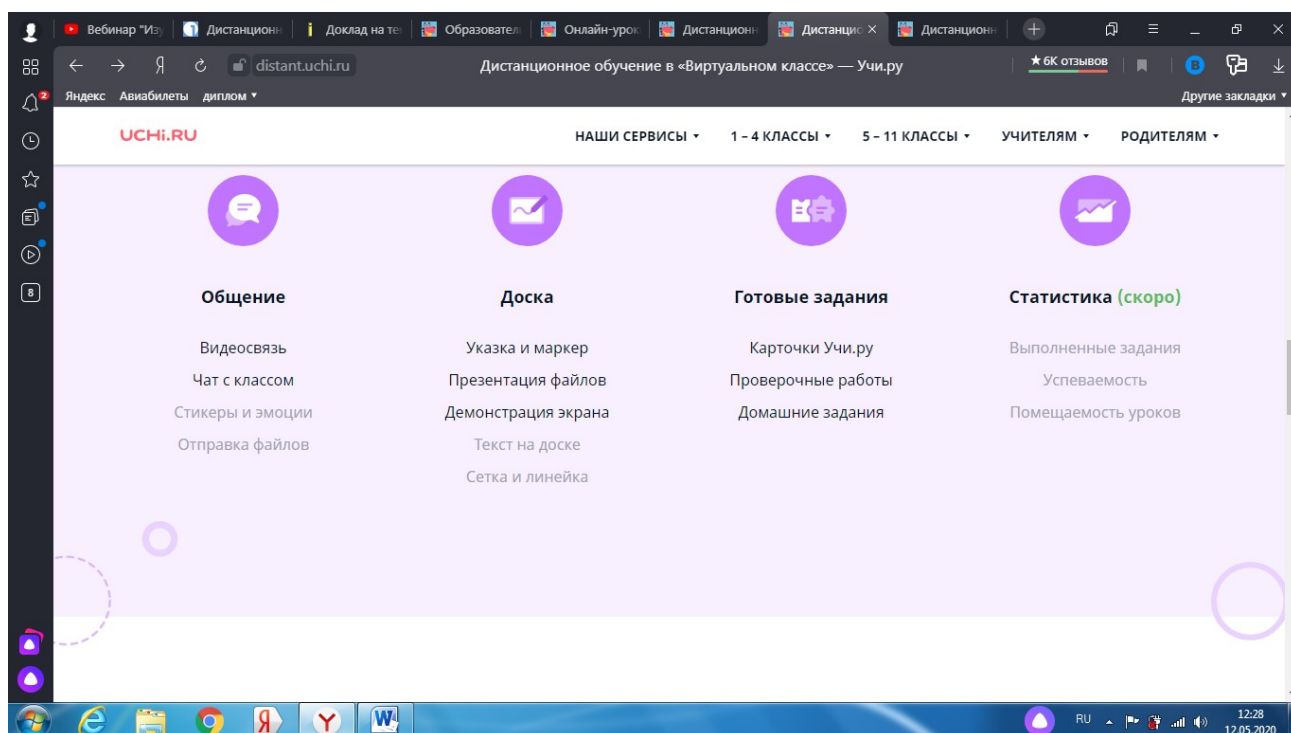 Вебинар "Изу
Дистанционн
Доклад на те
Образовател
Онлайн-урок
Дистанционн
Дистанцио
Дистанционн
distant.uchi.ru
Дистанционное обучение в «Виртуальном классе» — Учи.ру
★ 6К отзывов
Яндекс Авиабилеты диплом
Другие закладки
UCHi.RU
НАШИ СЕРВИСЫ
1 – 4 КЛАССЫ
5 – 11 КЛАССЫ
УЧИТЕЛЯМ
РОДИТЕЛЯМ
Общение
Видеосвязь
Чат с классом
Стикеры и эмоции
Отправка файлов
Доска
Указка и маркер
Презентация файлов
Демонстрация экрана
Текст на доске
Сетка и линейка
Готовые задания
Карточки Учи.ру
Проверочные работы
Домашние задания
Статистика (скоро)
Выполненные задания
Успеваемость
Помещаемость уроков
RU
12:28
12.05.2020